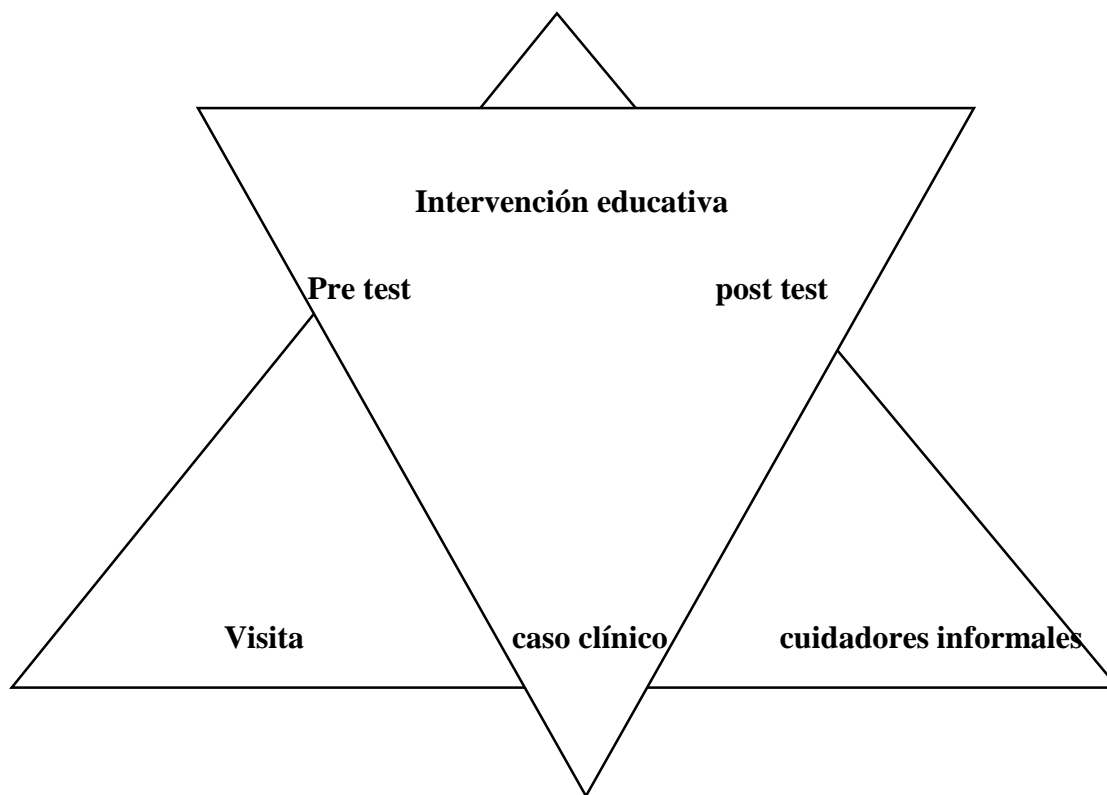 Intervención educativa
Pre test post test
Visita caso clínico cuidadores informales